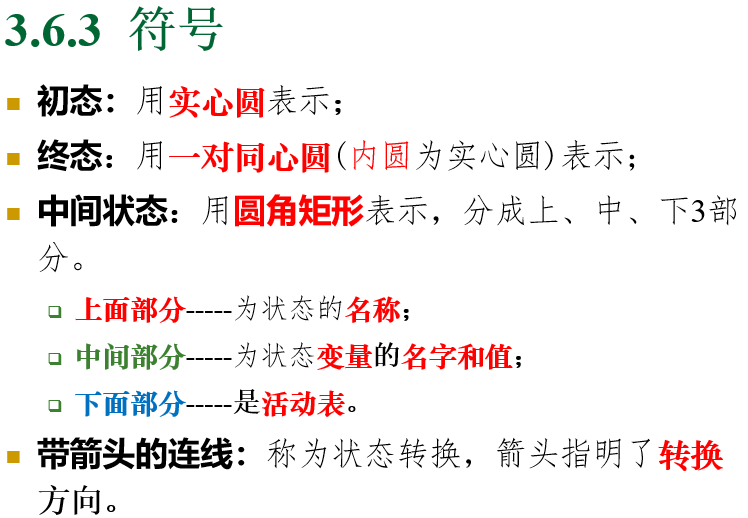 3.6.3 符号
初态：用实心圆表示；
终态：用一对同心圆(内圆为实心圆)表示；
中间状态：用圆角矩形表示，分成上、中、下3部
分。
上面部分-----为状态的名称；
中间部分-----为状态变量的名字和值；
下面部分-----是活动表。
带箭头的连线：称为状态转换，箭头指明了转换
方向。